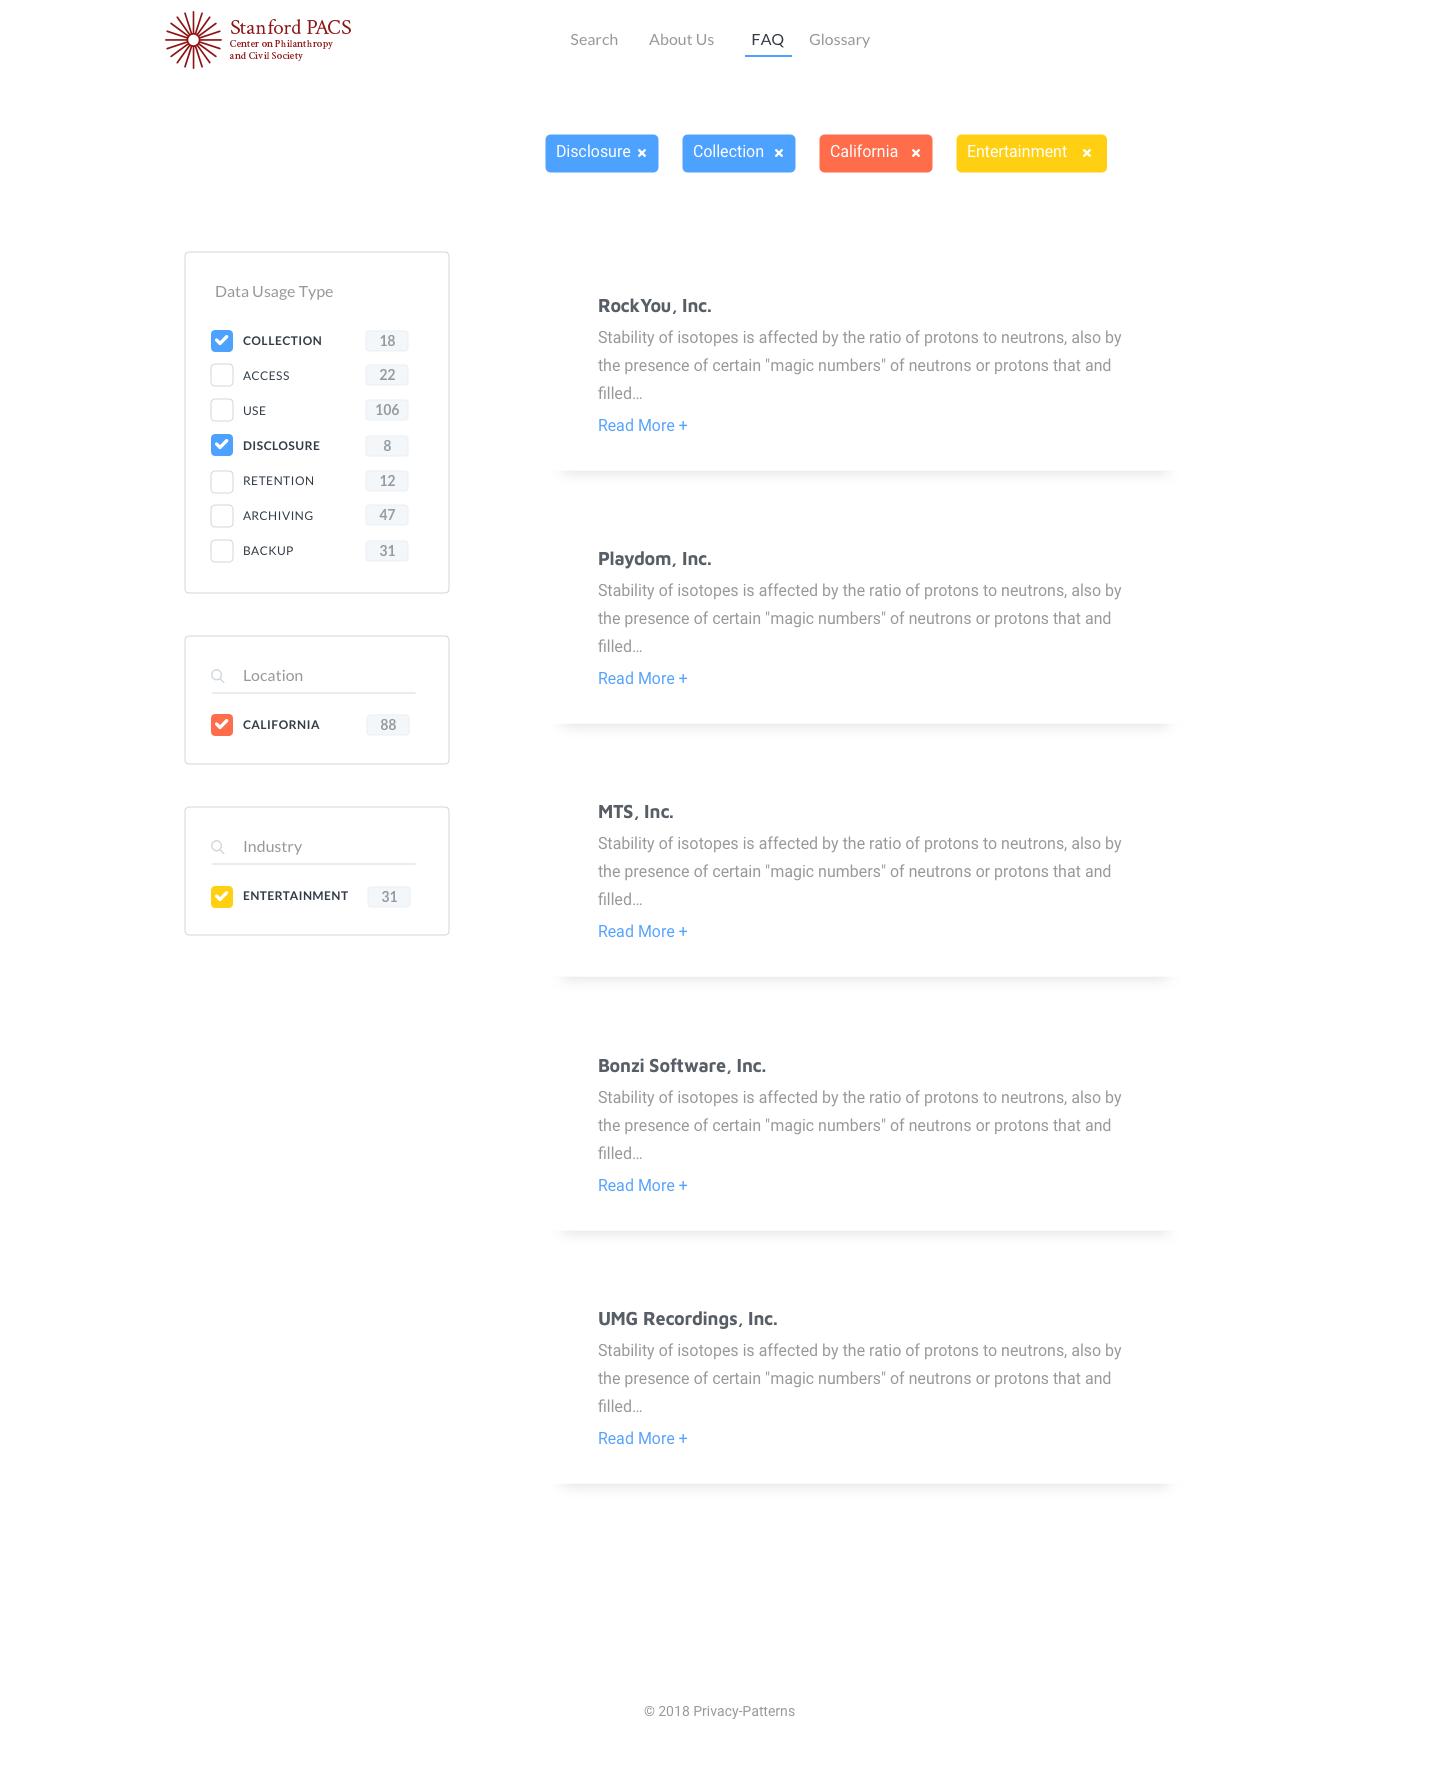 Stanford PACS
Center on Philanthropy
and Civil Society
Search About Us FAQ Glossary
Disclosure × Collection × California × Entertainment ×
Data Usage Type
COLLECTION 18
ACCESS 22
USE 106
DISCLOSURE 8
RETENTION 12
ARCHIVING 47
BACKUP 31
Location
CALIFORNIA 88
Industry
ENTERTAINMENT 31
RockYou, Inc.
Stability of isotopes is affected by the ratio of protons to neutrons, also by
the presence of certain "magic numbers" of neutrons or protons that and
filled...
Read More +
Playdom, Inc.
Stability of isotopes is affected by the ratio of protons to neutrons, also by
the presence of certain "magic numbers" of neutrons or protons that and
filled...
Read More +
MTS, Inc.
Stability of isotopes is affected by the ratio of protons to neutrons, also by
the presence of certain "magic numbers" of neutrons or protons that and
filled...
Read More +
Bonzi Software, Inc.
Stability of isotopes is affected by the ratio of protons to neutrons, also by
the presence of certain "magic numbers" of neutrons or protons that and
filled...
Read More +
UMG Recordings, Inc.
Stability of isotopes is affected by the ratio of protons to neutrons, also by
the presence of certain "magic numbers" of neutrons or protons that and
filled...
Read More +
© 2018 Privacy-Patterns